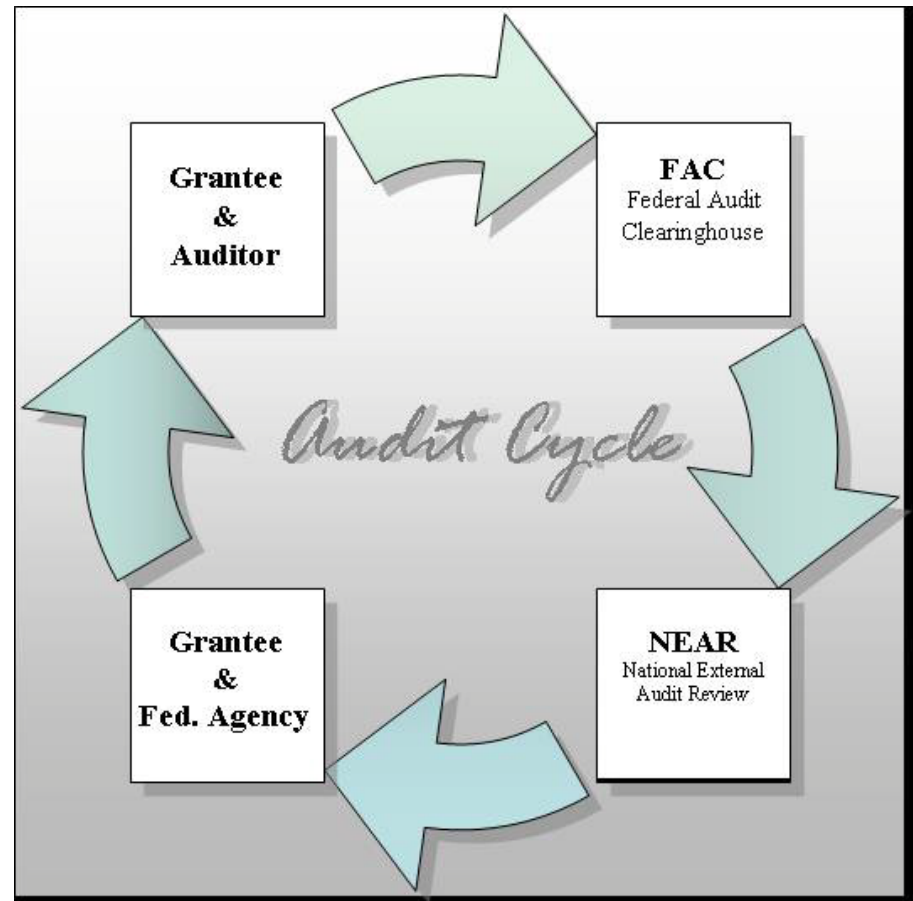 Grantee
&
Auditor
FAC
Federal Audit
Clearinghouse
Audit Cycle
Grantee
&
Fed. Agency
NEAR
National External
Audit Review